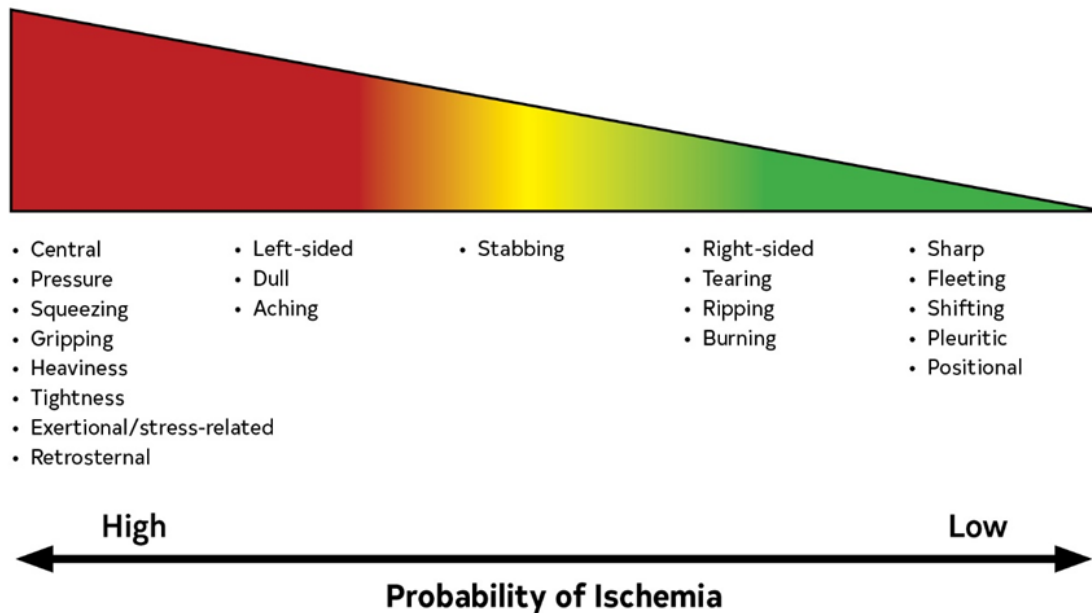 • Central
• Pressure
• Squeezing
• Gripping
• Heaviness
• Tightness
• Exertional/stress-related
• Retrosternal
• Left-sided
• Dull
• Aching
• Stabbing
• Right-sided
• Tearing
• Ripping
• Burning
• Sharp
• Fleeting
• Shifting
• Pleuritic
• Positional
High
Low
Probability of Ischemia